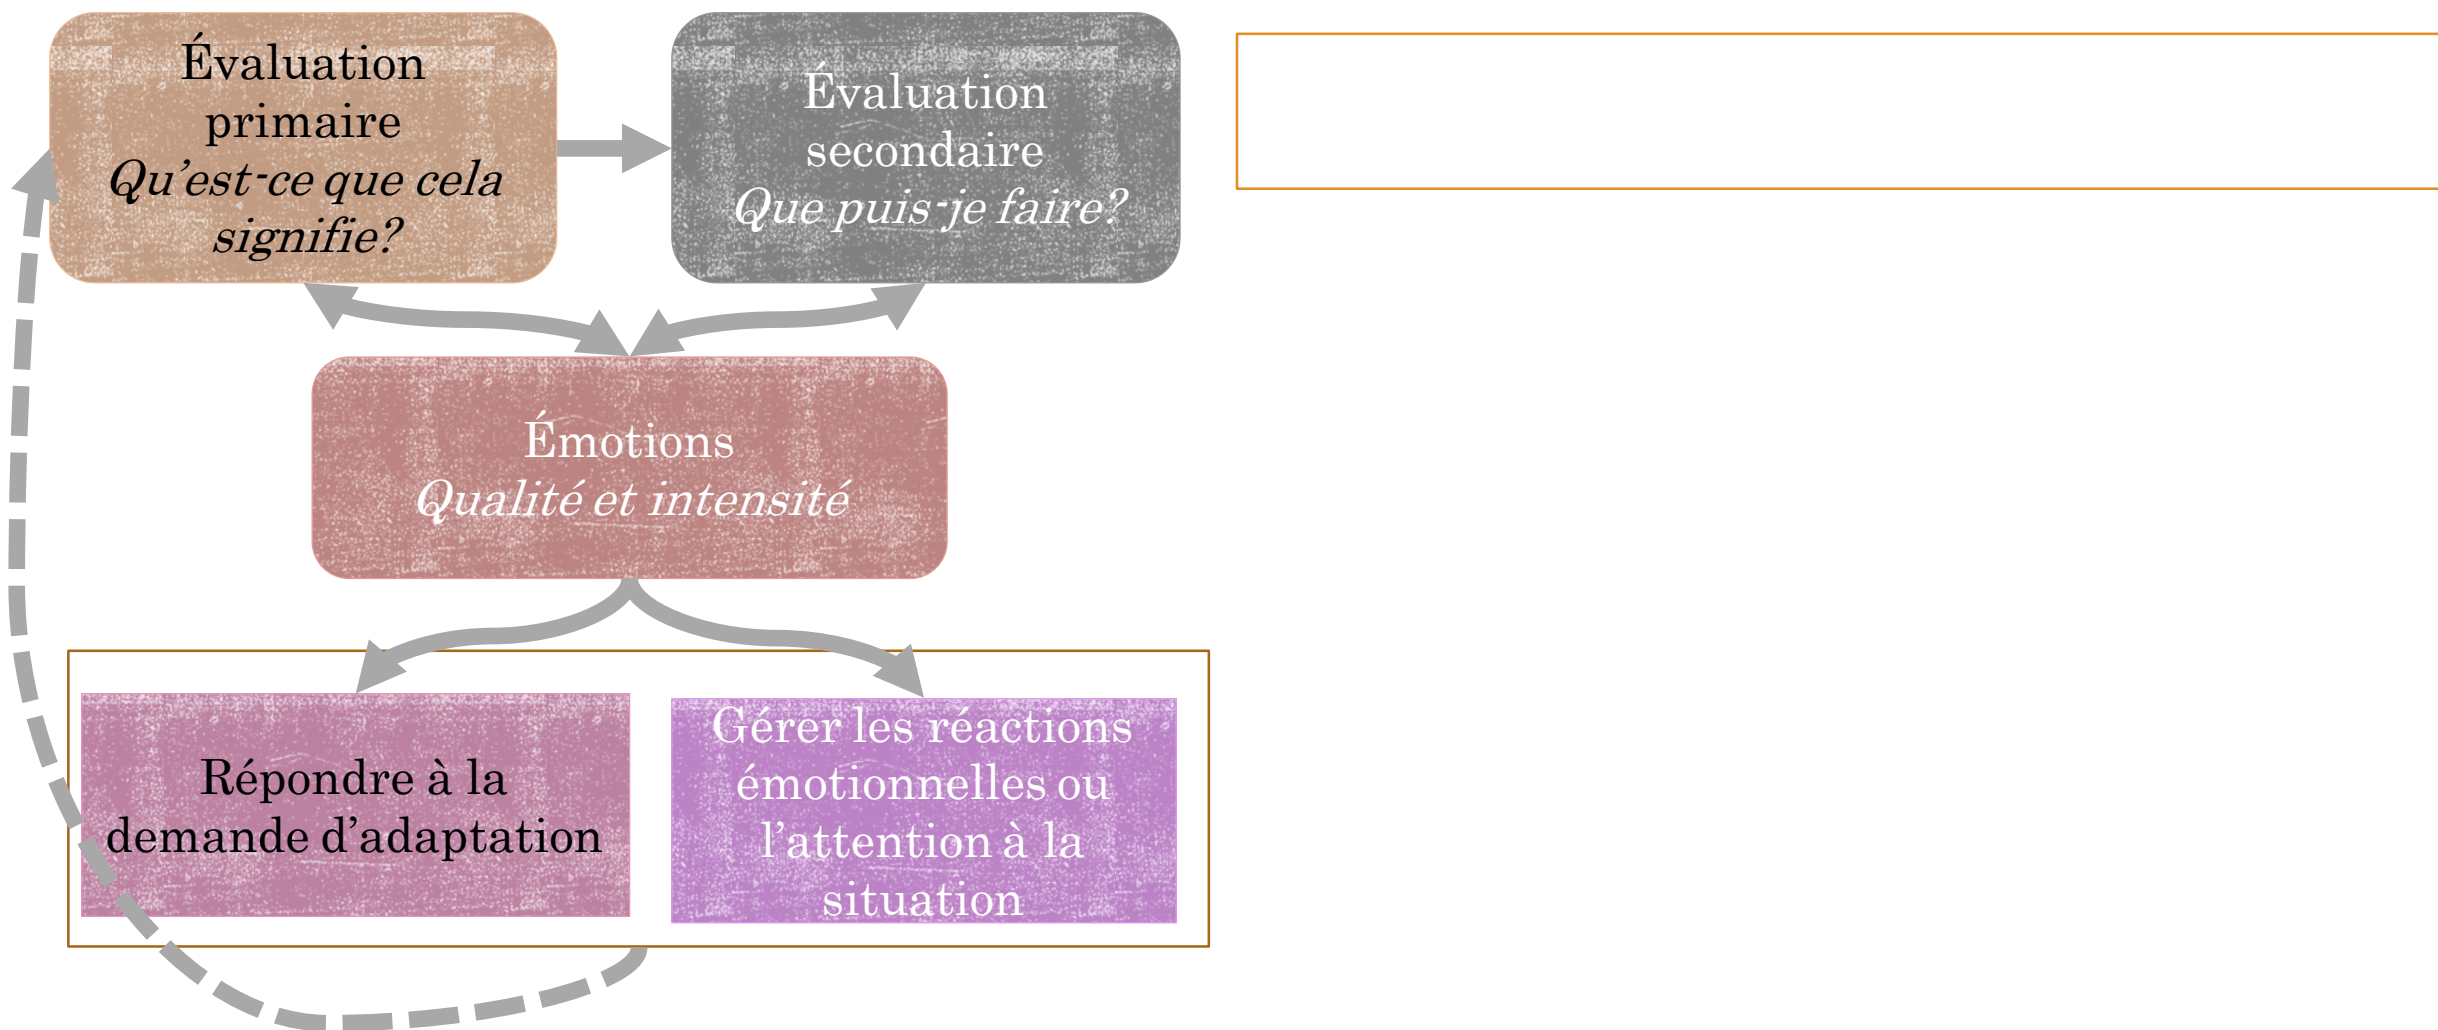 Évaluation
primaire
Qu’est-ce que cela
signifie?
Évaluation
secondaire
Que puis-je faire?
Émotions
Qualité et intensité
Répondre à la
demande d’adaptation
Gérer les réactions
émotionnelles ou
l’attention à la
situation